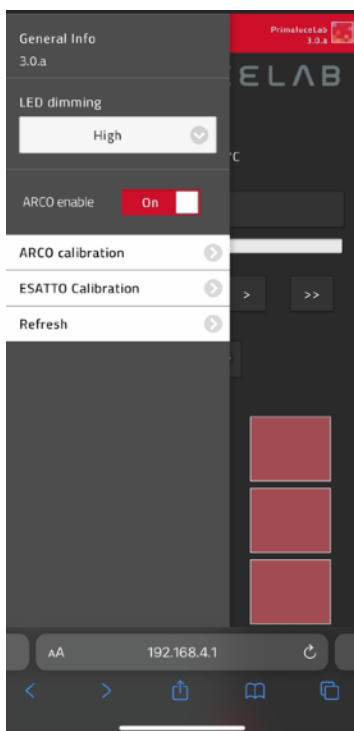 General Info
3.0.a
PrimaluceLab
3.0.a
ELAB
LED dimming
High
°C
ARCO enable
On
ARCO calibration
ESATTO Calibration
> >>
Refresh
AA 192.168.4.1